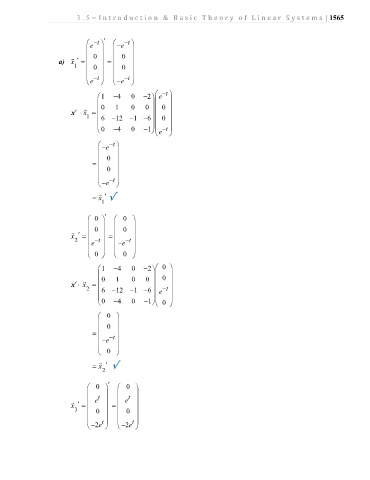 3.5 – Introduction & Basic Theory of Linear Systems | 1565
a) x⃗₁' = ( e^{-t} ; 0 ; 0 ; e^{-t} )' = ( -e^{-t} ; 0 ; 0 ; -e^{-t} )
x' · x⃗₁ = ( 1 -4 0 -2 ; 0 1 0 0 ; 6 -12 -1 -6 ; 0 -4 0 -1 ) ( e^{-t} ; 0 ; 0 ; e^{-t} )
= ( -e^{-t} ; 0 ; 0 ; -e^{-t} )
= x⃗₁' √
x⃗₂' = ( 0 ; 0 ; e^{-t} ; 0 )' = ( 0 ; 0 ; -e^{-t} ; 0 )
x' · x⃗₂ = ( 1 -4 0 -2 ; 0 1 0 0 ; 6 -12 -1 -6 ; 0 -4 0 -1 ) ( 0 ; 0 ; e^{-t} ; 0 )
= ( 0 ; 0 ; -e^{-t} ; 0 )
= x⃗₂' √
x⃗₃' = ( 0 ; e^{t} ; 0 ; -2e^{t} )' = ( 0 ; e^{t} ; 0 ; -2e^{t} )